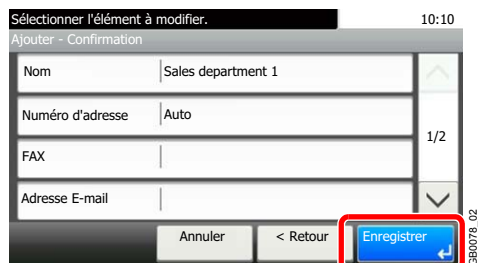 Sélectionner l'élément à modifier. 10:10
Ajouter - Confirmation
Nom Sales department 1
Numéro d'adresse Auto
1/2
FAX
Adresse E-mail
Annuler < Retour Enregistrer
GB0078_02